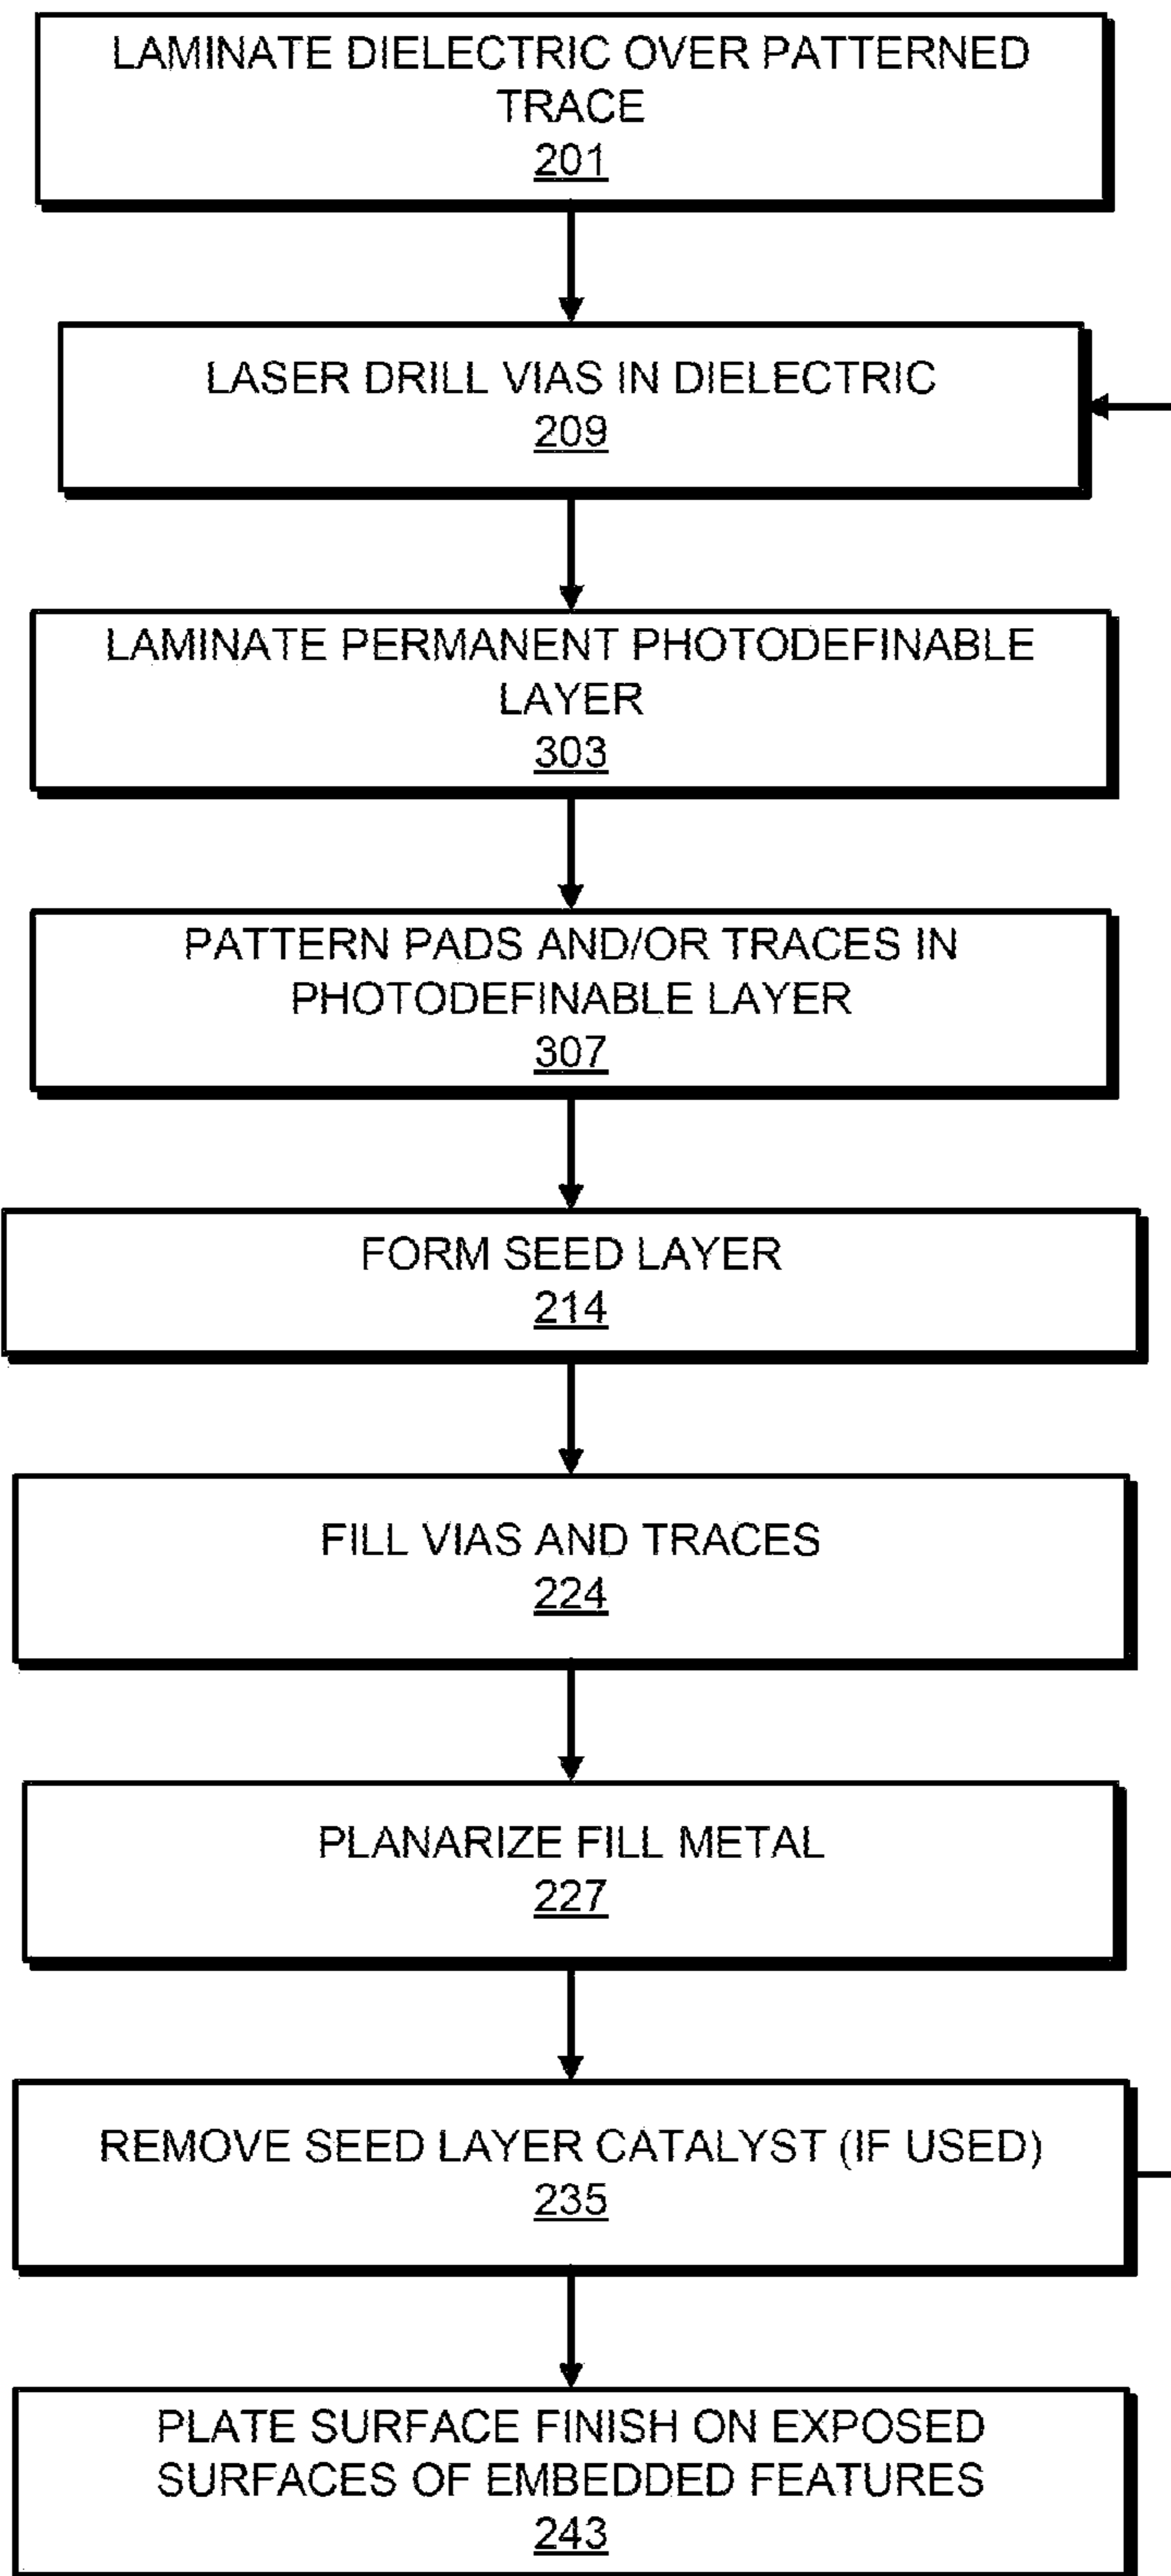 LAMINATE DIELECTRIC OVER PATTERNED
TRACE
201
LASER DRILL VIAS IN DIELECTRIC
209
LAMINATE PERMANENT PHOTODEFINABLE
LAYER
303
PATTERN PADS AND/OR TRACES IN
PHOTODEFINABLE LAYER
307
FORM SEED LAYER
214
FILL VIAS AND TRACES
224
PLANARIZE FILL METAL
227
REMOVE SEED LAYER CATALYST (IF USED)
235
PLATE SURFACE FINISH ON EXPOSED
SURFACES OF EMBEDDED FEATURES
243